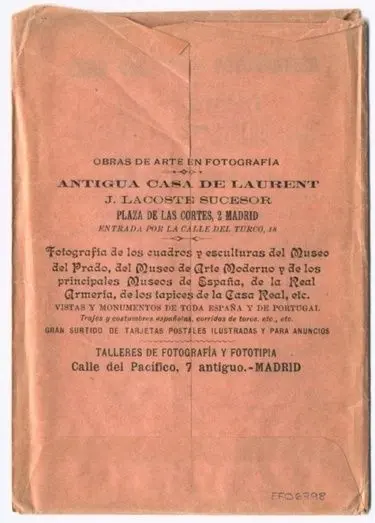 OBRAS DE ARTE EN FOTOGRAFÍA
ANTIGUA CASA DE LAURENT
J. LACOSTE SUCESOR
PLAZA DE LAS CORTES, 2 MADRID
ENTRADA POR LA CALLE DEL TURCO, 18
Fotografía de los cuadros y esculturas del Museo
del Prado, del Museo de Arte Moderno y de los
principales Museos de España, de la Real
Armería, de los tapices de la Casa Real, etc.
VISTAS Y MONUMENTOS DE TODA ESPAÑA Y DE PORTUGAL
Trajes y costumbres españolas, corridas de toros, etc., etc.
GRAN SURTIDO DE TARJETAS POSTALES ILUSTRADAS Y PARA ANUNCIOS
TALLERES DE FOTOGRAFÍA Y FOTOTIPIA
Calle del Pacífico, 7 antiguo.-MADRID